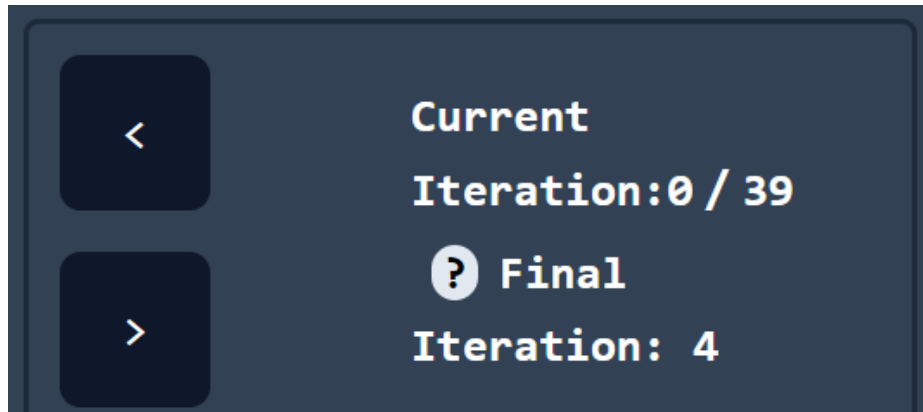 <
Current
Iteration:0 / 39
? Final
>
Iteration: 4